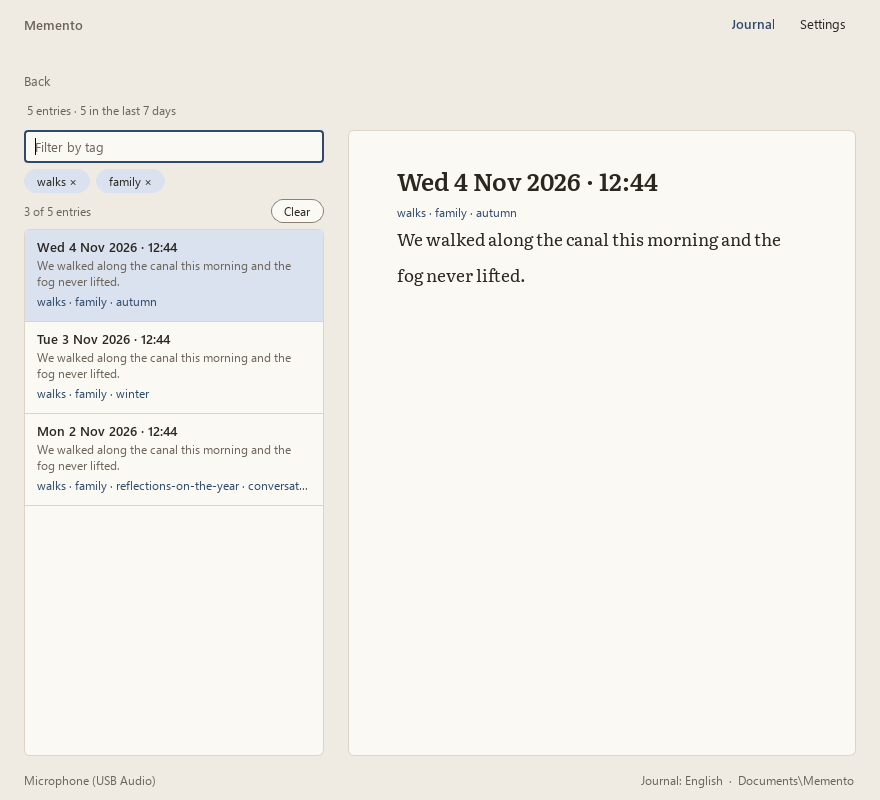 Memento
Journal
Settings
Back
5 entries · 5 in the last 7 days
Filter by tag
walks ×
family ×
3 of 5 entries
Clear
Wed 4 Nov 2026 · 12:44
We walked along the canal this morning and the
fog never lifted.
walks · family · autumn
Tue 3 Nov 2026 · 12:44
We walked along the canal this morning and the
fog never lifted.
walks · family · winter
Mon 2 Nov 2026 · 12:44
We walked along the canal this morning and the
fog never lifted.
walks · family · reflections-on-the-year · conversat...
Wed 4 Nov 2026 · 12:44
walks · family · autumn
We walked along the canal this morning and the
fog never lifted.
Microphone (USB Audio)
Journal: English · Documents\Memento